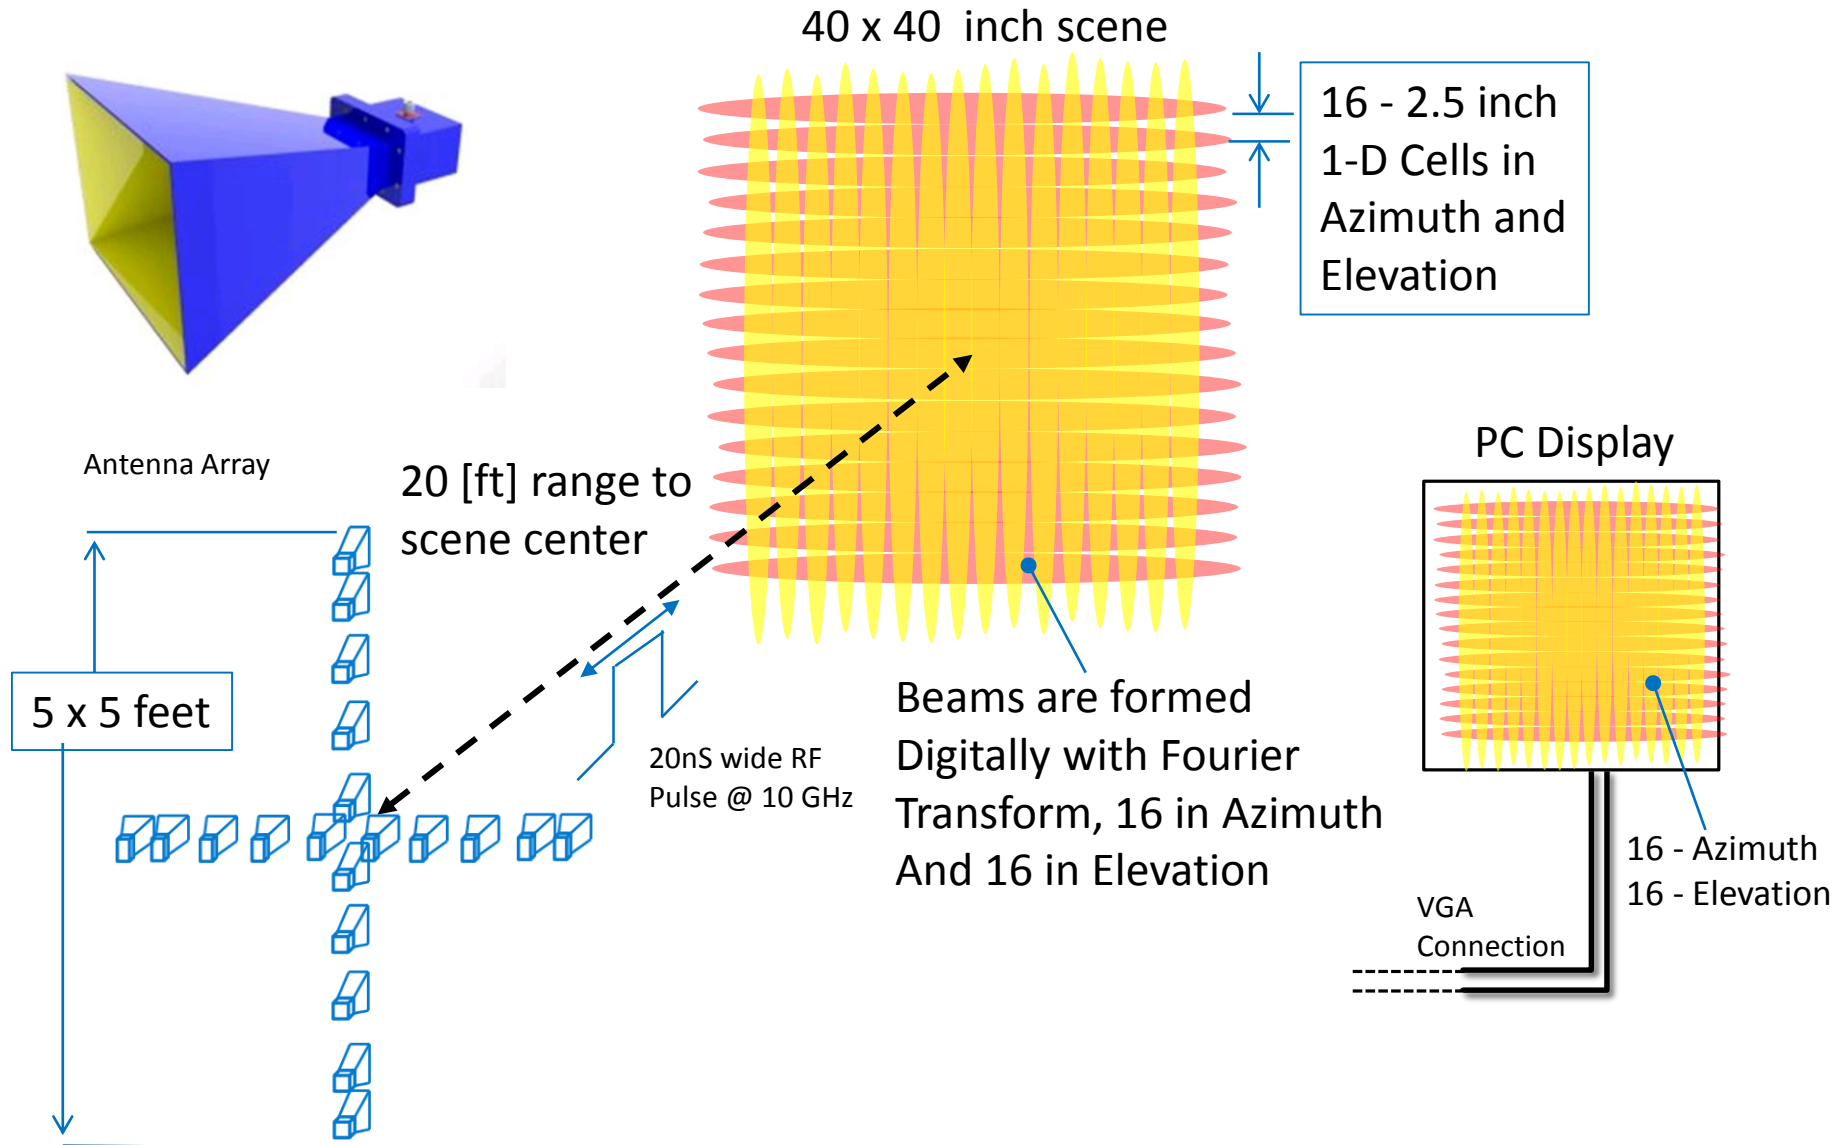 40 x 40 inch scene
16 - 2.5 inch
1-D Cells in
Azimuth and
Elevation
Antenna Array
20 [ft] range to
scene center
5 x 5 feet
20nS wide RF
Pulse @ 10 GHz
Beams are formed
Digitally with Fourier
Transform, 16 in Azimuth
And 16 in Elevation
PC Display
16 - Azimuth
16 - Elevation
VGA
Connection